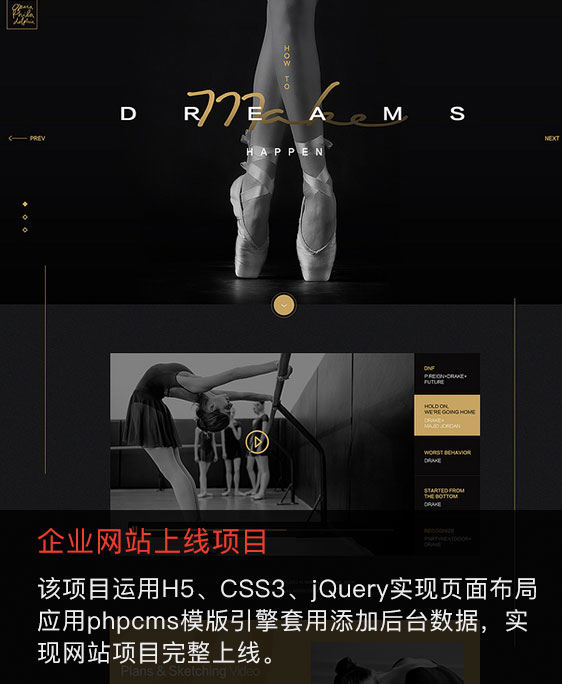 HOW TO
Make
DREAMS
HAPPEN
PREV
NEXT
DNF
P.REIGN+DRAKE+
FUTURE
HOLD ON,
WE'RE GOING HOME
DRAKE+
MAJID JORDAN
WORST BEHAVIOR
DRAKE
STARTED FROM
THE BOTTOM
DRAKE
企业网站上线项目
该项目运用H5、CSS3、jQuery实现页面布局
应用phpcms模版引擎套用添加后台数据，实
现网站项目完整上线。
Plans & Sketching Video